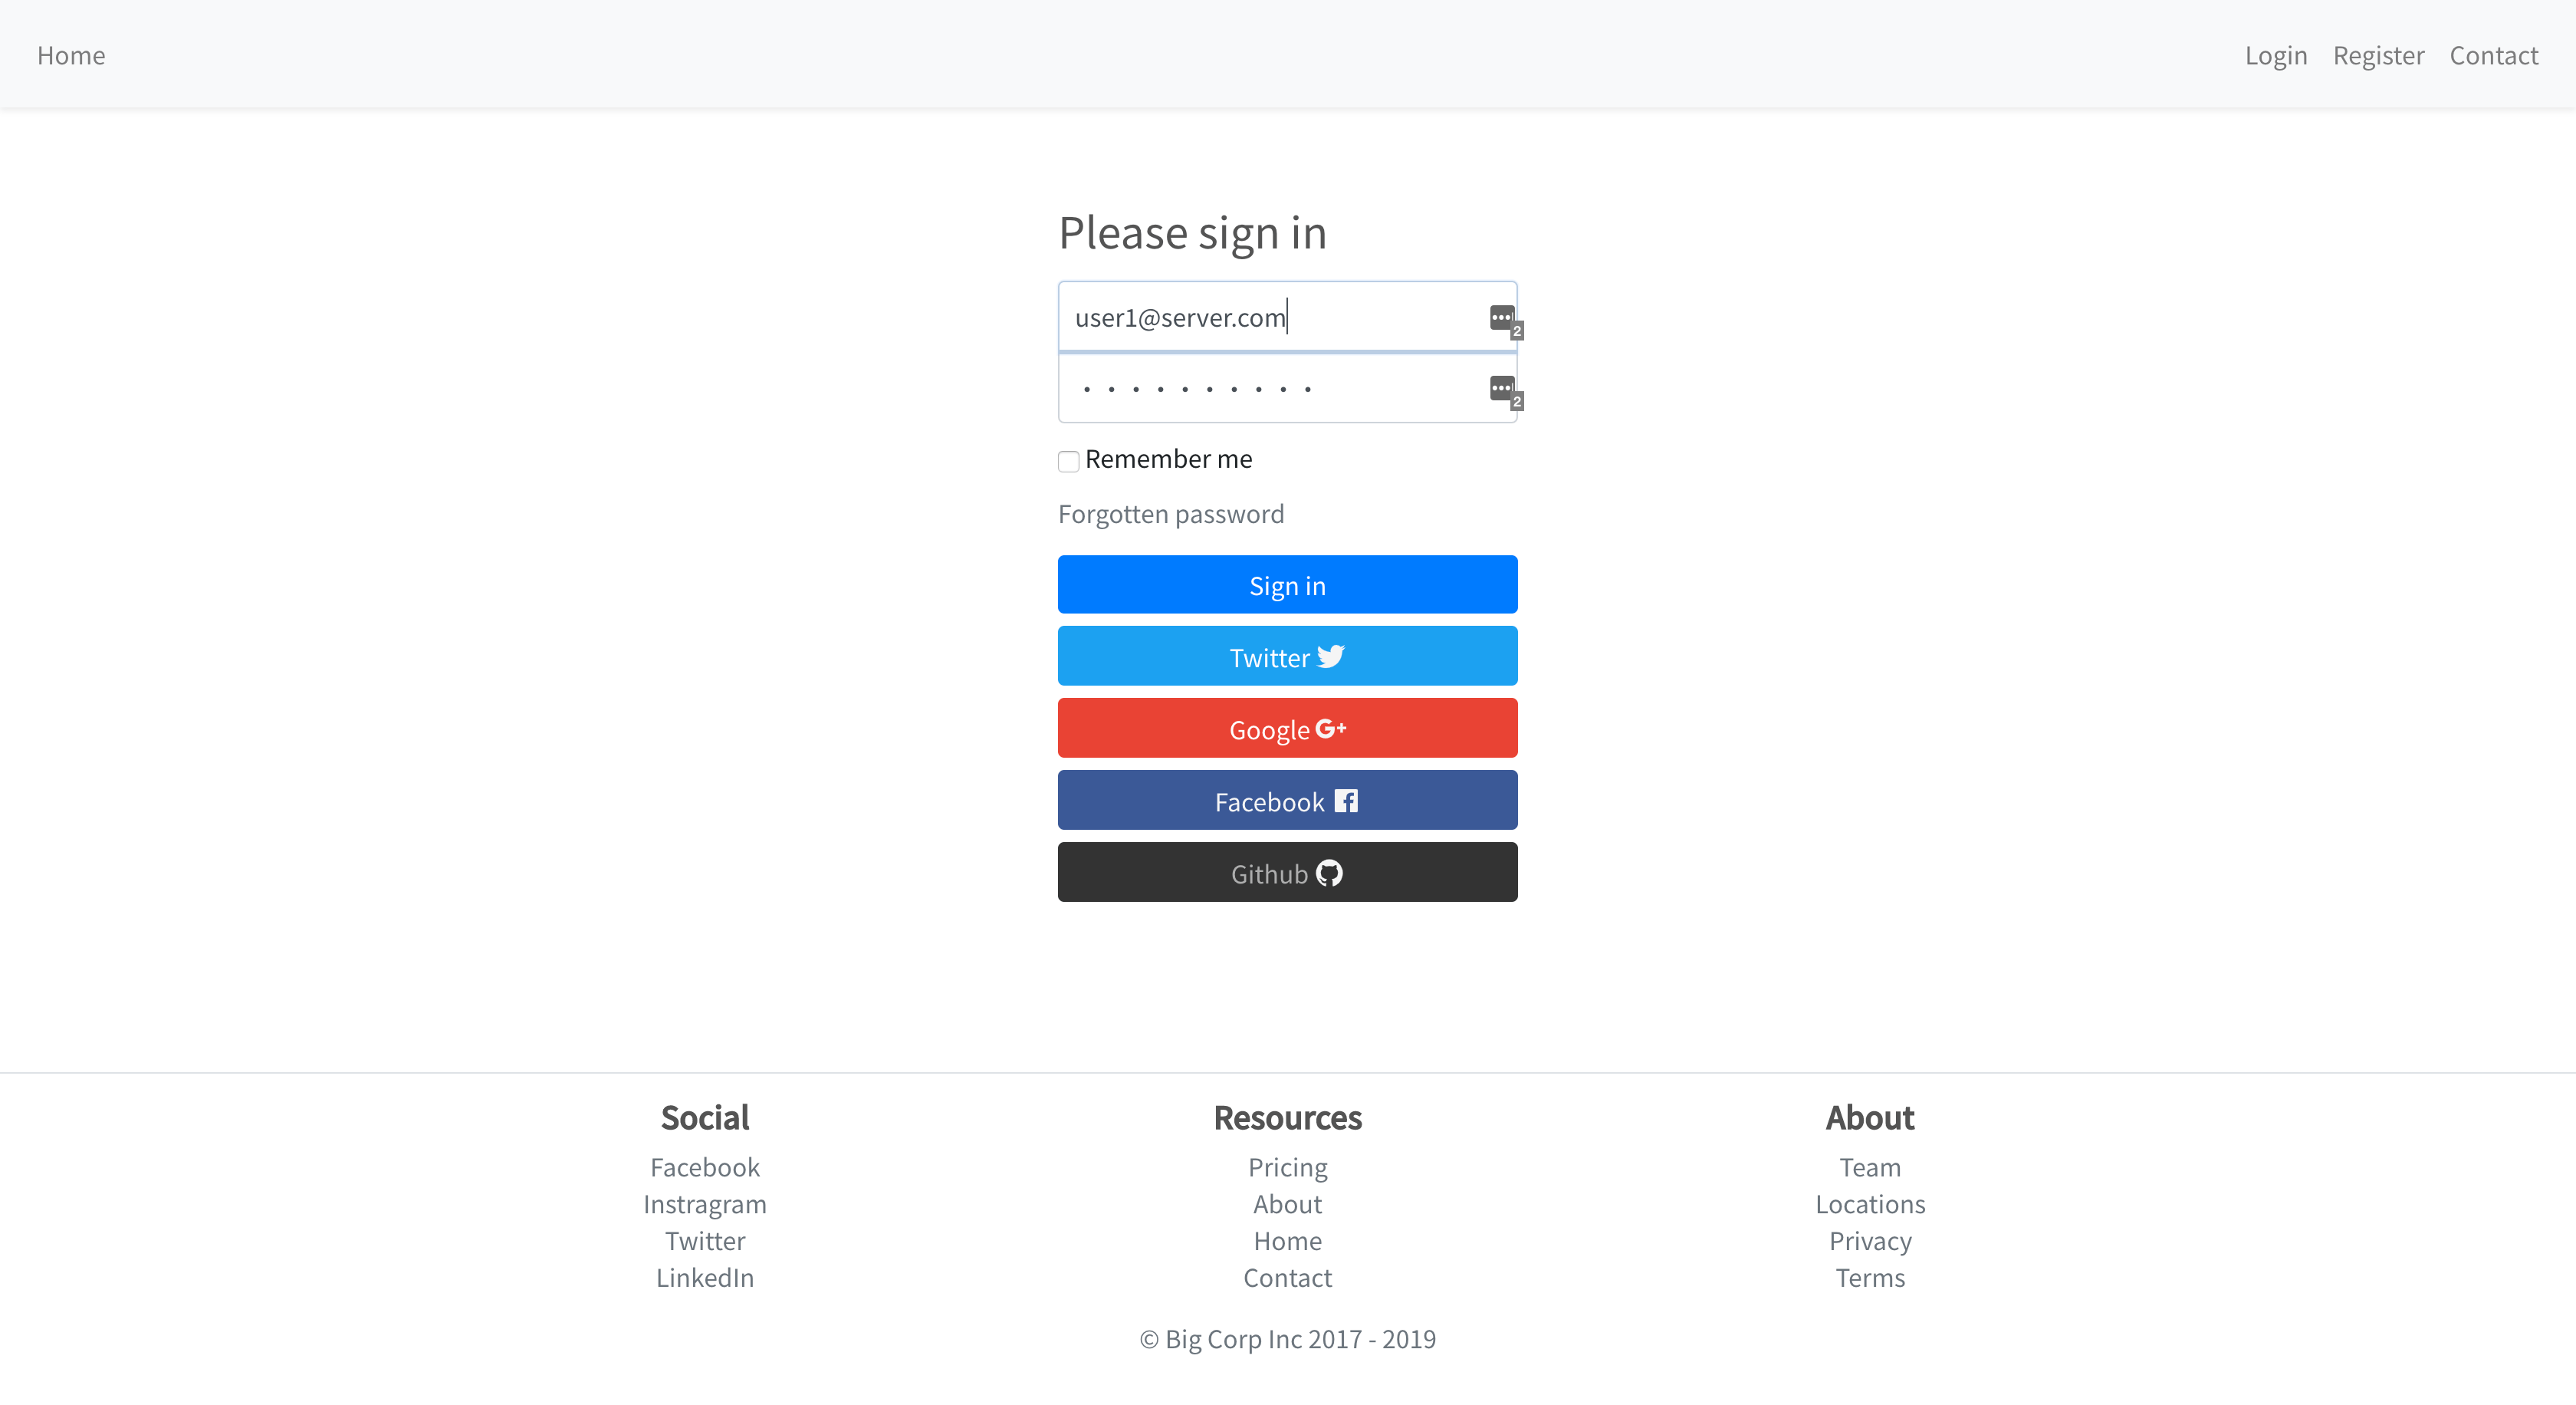 Home Login Register Contact
Please sign in
user1@server.com
2
• • • • • • • • • •
2
Remember me
Forgotten password
Sign in
Twitter
Google G+
Facebook
Github
Social Resources About
Facebook Pricing Team
Instragram About Locations
Twitter Home Privacy
LinkedIn Contact Terms
© Big Corp Inc 2017 - 2019